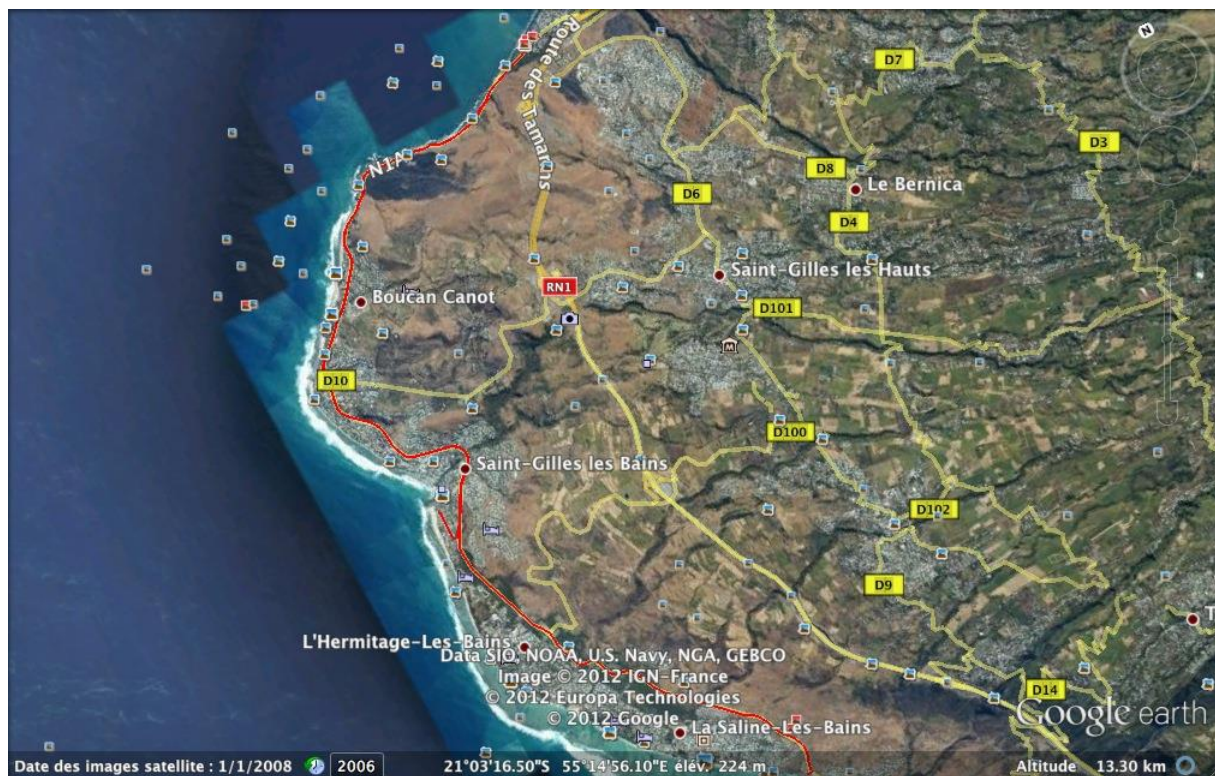 N
Route des Tamarins
D7
D3
N1A
D8
Le Bernica
D6
D4
Saint-Gilles les Hauts
RN1
Boucan Canot
D101
M
D10
D100
Saint-Gilles les Bains
D102
D9
T
L'Hermitage-Les-Bains
Data SIO, NOAA, U.S. Navy, NGA, GEBCO
Image © 2012 IGN-France
© 2012 Europa Technologies
© 2012 Google
D14
Google earth
La Saline-Les-Bains
Date des images satellite : 1/1/2008 2006 21°03'16.50"S 55°14'56.10"E élév. 224 m Altitude 13.30 km